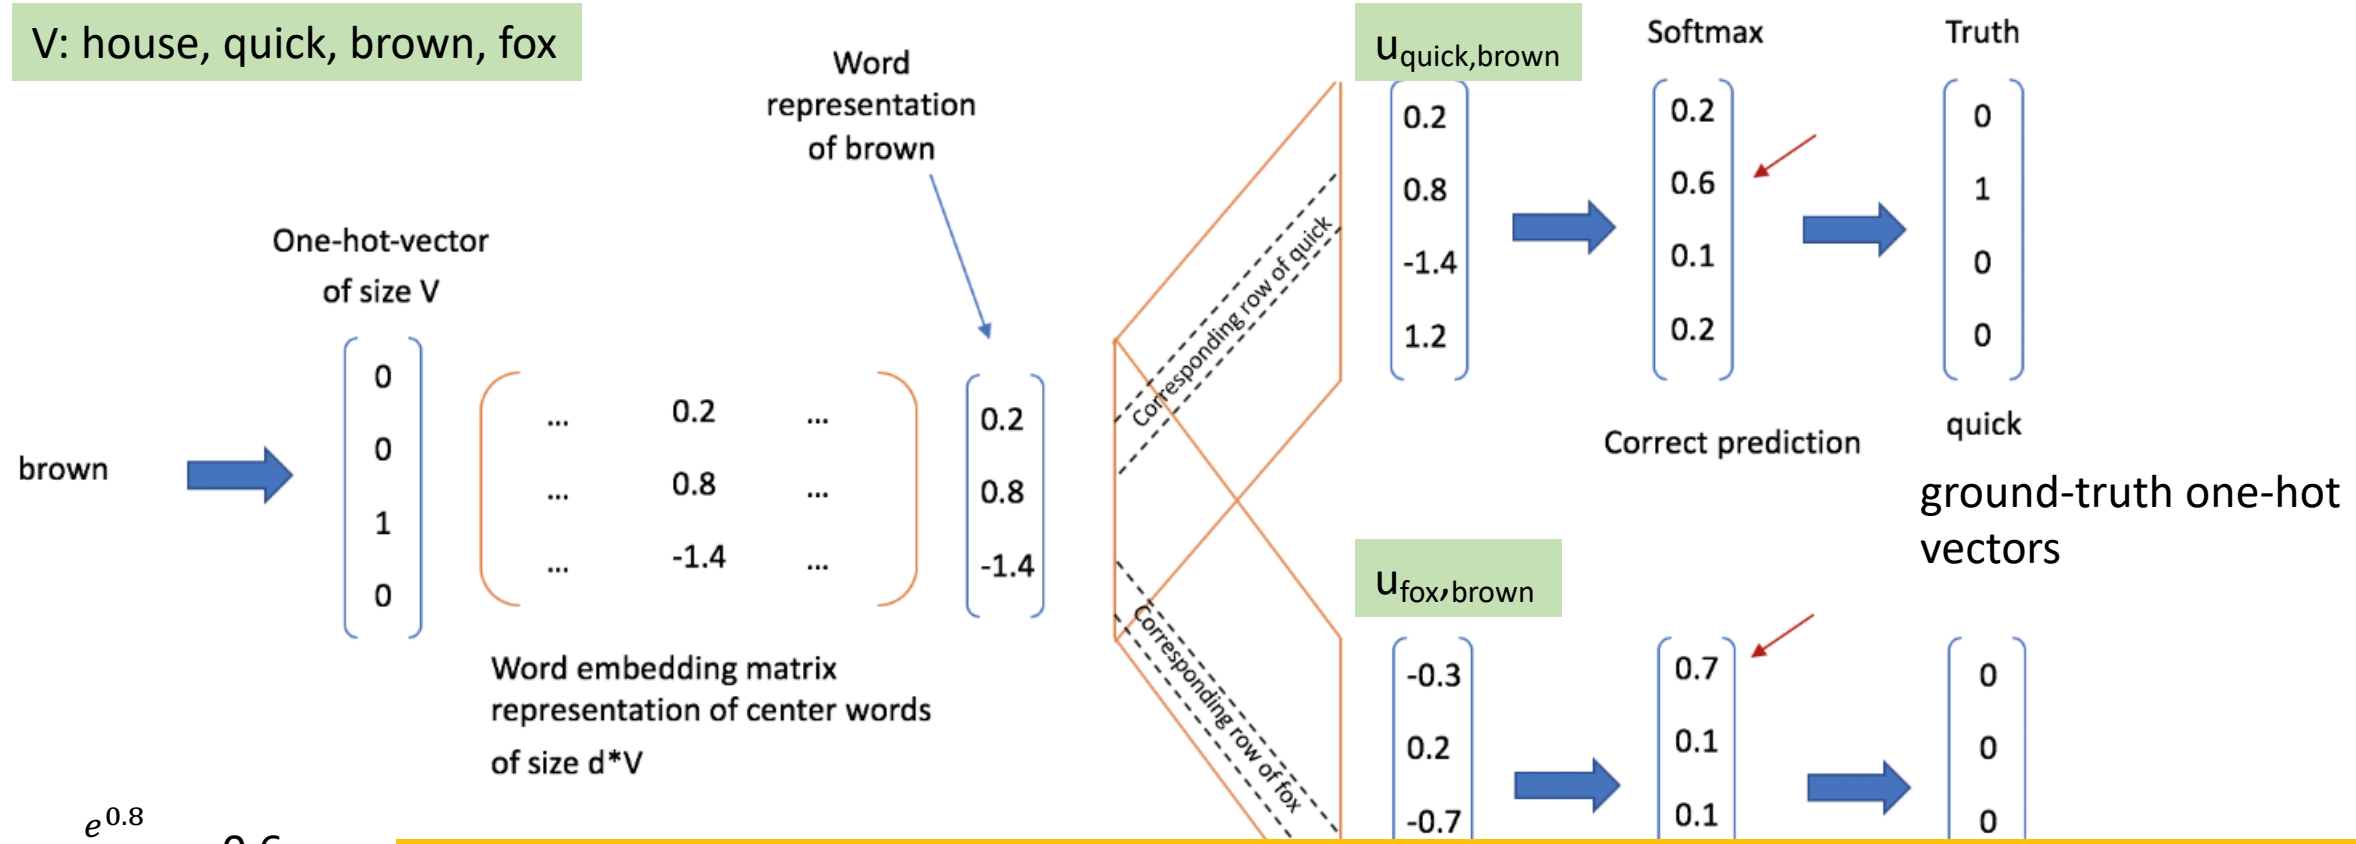 V: house, quick, brown, fox
Word
representation
of brown
u quick,brown
Softmax
Truth
0.2
0.8
-1.4
1.2
0.2
0.6
0.1
0.2
0
1
0
0
Correct prediction
quick
ground-truth one-hot
vectors
One-hot-vector
of size V
brown
0
0
1
0
... 0.2 ...
... 0.8 ...
... -1.4 ...
0.2
0.8
-1.4
Word embedding matrix
representation of center words
of size d*V
Corresponding row of quick
Corresponding row of fox
u fox,brown
-0.3
0.2
-0.7
0.7
0.1
0.1
0
0
0
e^0.8